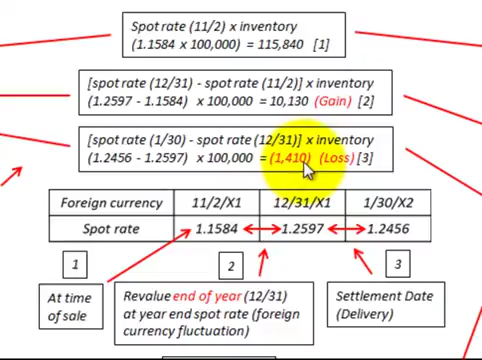 Spot rate (11/2) x inventory
(1.1584 x 100,000) = 115,840 [1]
[spot rate (12/31) - spot rate (11/2)] x inventory
(1.2597 - 1.1584) x 100,000 = 10,130 (Gain) [2]
[spot rate (1/30) - spot rate (12/31)] x inventory
(1.2456 - 1.2597) x 100,000 = (1,410) (Loss) [3]
Foreign currency 11/2/X1 12/31/X1 1/30/X2
Spot rate 1.1584 1.2597 1.2456
1
2
3
At time
of sale
Revalue end of year (12/31)
at year end spot rate (foreign
currency fluctuation)
Settlement Date
(Delivery)